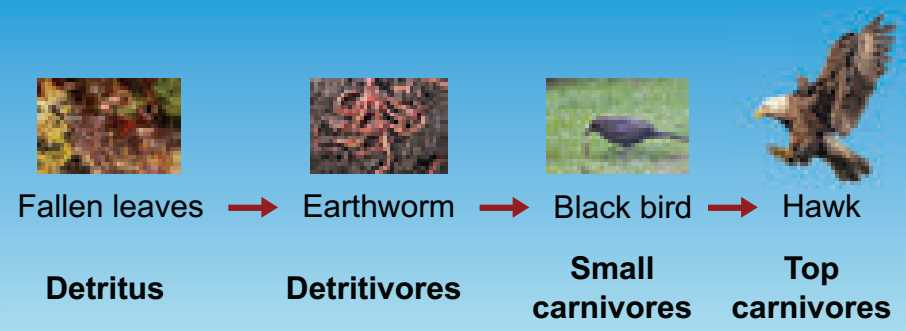 Fallen leaves → Earthworm → Black bird → Hawk
Detritus Detritivores Small carnivores Top carnivores